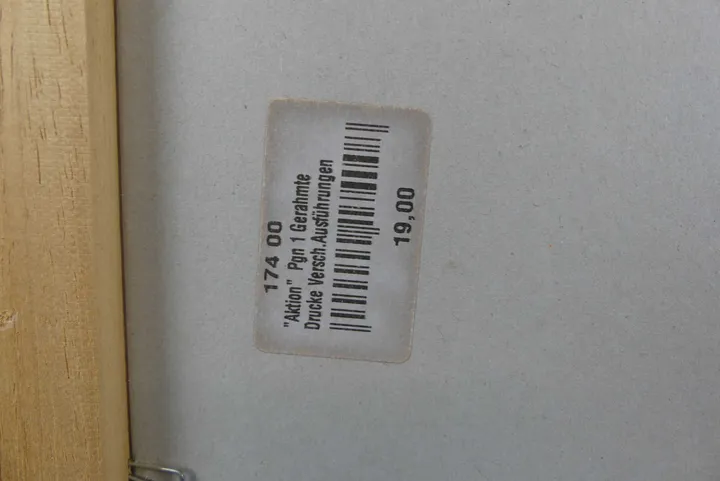 174 00
"Aktion" Pgn 1 Gerahmte
Drucke Versch.Ausführungen
19,00